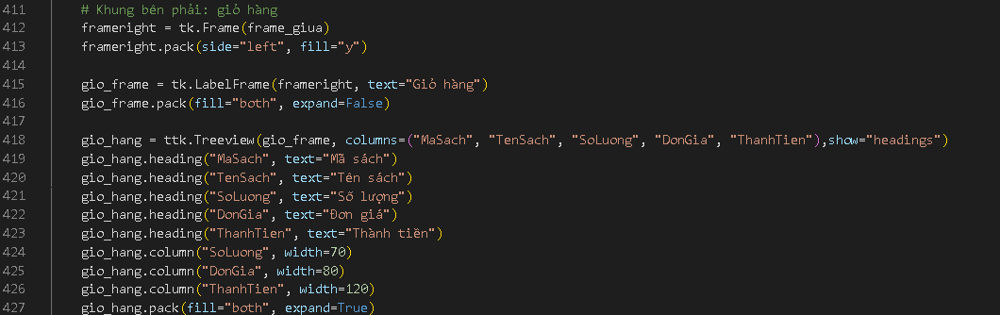 411 # Khung bên phải: giỏ hàng
412 frameright = tk.Frame(frame_giua)
413 frameright.pack(side="left", fill="y")
414
415 gio_frame = tk.LabelFrame(frameright, text="Giỏ hàng")
416 gio_frame.pack(fill="both", expand=False)
417
418 gio_hang = ttk.Treeview(gio_frame, columns=("MaSach", "TenSach", "SoLuong", "DonGia", "ThanhTien"),show="headings")
419 gio_hang.heading("MaSach", text="Mã sách")
420 gio_hang.heading("TenSach", text="Tên sách")
421 gio_hang.heading("SoLuong", text="Số lượng")
422 gio_hang.heading("DonGia", text="Đơn giá")
423 gio_hang.heading("ThanhTien", text="Thành tiền")
424 gio_hang.column("SoLuong", width=70)
425 gio_hang.column("DonGia", width=80)
426 gio_hang.column("ThanhTien", width=120)
427 gio_hang.pack(fill="both", expand=True)